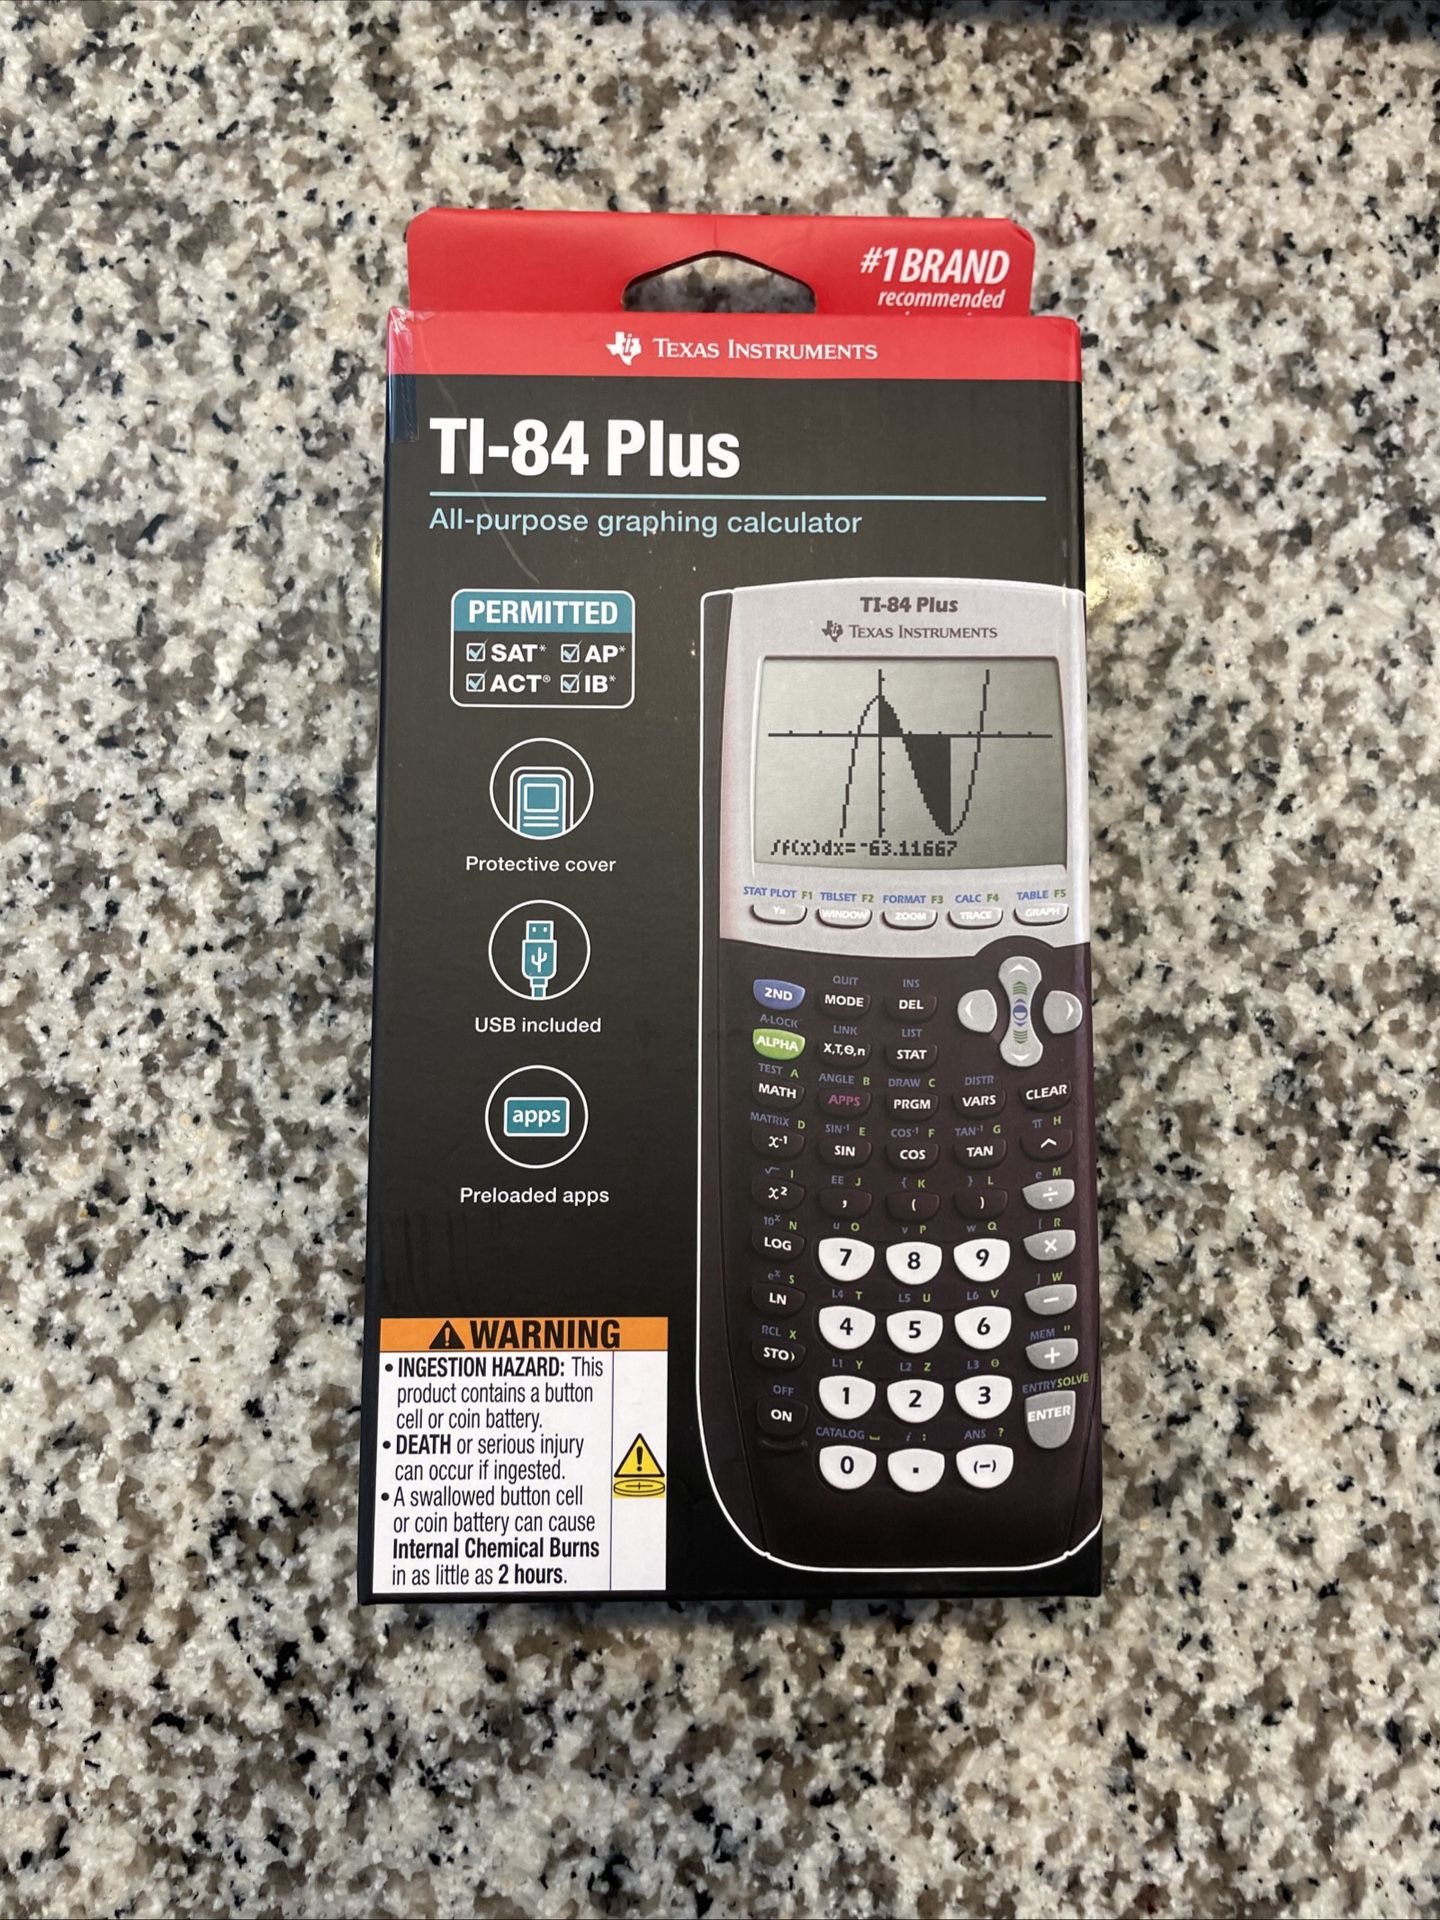 #1 BRAND
recommended
TEXAS INSTRUMENTS
TI-84 Plus
All-purpose graphing calculator
PERMITTED
SAT* AP*
ACT® IB*
Protective cover
USB included
apps
Preloaded apps
WARNING
• INGESTION HAZARD: This
product contains a button
cell or coin battery.
• DEATH or serious injury
can occur if ingested.
• A swallowed button cell
or coin battery can cause
Internal Chemical Burns
in as little as 2 hours.
TI-84 Plus
TEXAS INSTRUMENTS
∫f(x)dx=-63.11667
STAT PLOT F1 TBLSET F2 FORMAT F3 CALC F4 TABLE F5
Y= WINDOW ZOOM TRACE GRAPH
QUIT INS
2ND MODE DEL
A-LOCK LINK LIST
ALPHA X,T,Θ,n STAT
TEST A ANGLE B DRAW C DISTR
MATH APPS PRGM VARS CLEAR
MATRIX D SIN⁻¹ E COS⁻¹ F TAN⁻¹ G π H
x⁻¹ SIN COS TAN ^
√ I EE J { K } L e M
x² , ( ) ÷
10ˣ N u O v P w Q [ R
LOG 7 8 9 ×
eˣ S L4 T L5 U L6 V ] W
LN 4 5 6 −
RCL X L1 Y L2 Z L3 θ MEM "
STO› 1 2 3 +
OFF CATALOG ⎵ i : ANS ? ENTRY SOLVE
ON 0 . (-) ENTER